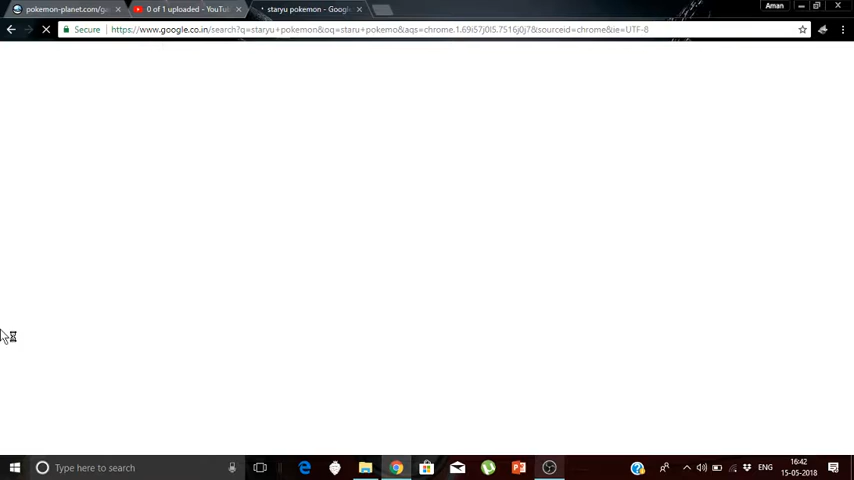 pokemon-planet.com/ga
0 of 1 uploaded - YouTu
staryu pokemon - Googl
Aman
Secure
https://www.google.co.in/search?q=staryu+pokemon&oq=staru+pokemo&aqs=chrome.1.69i57j0l5.7516j0j7&sourceid=chrome&ie=UTF-8
Type here to search
ENG
16:42
15-05-2018